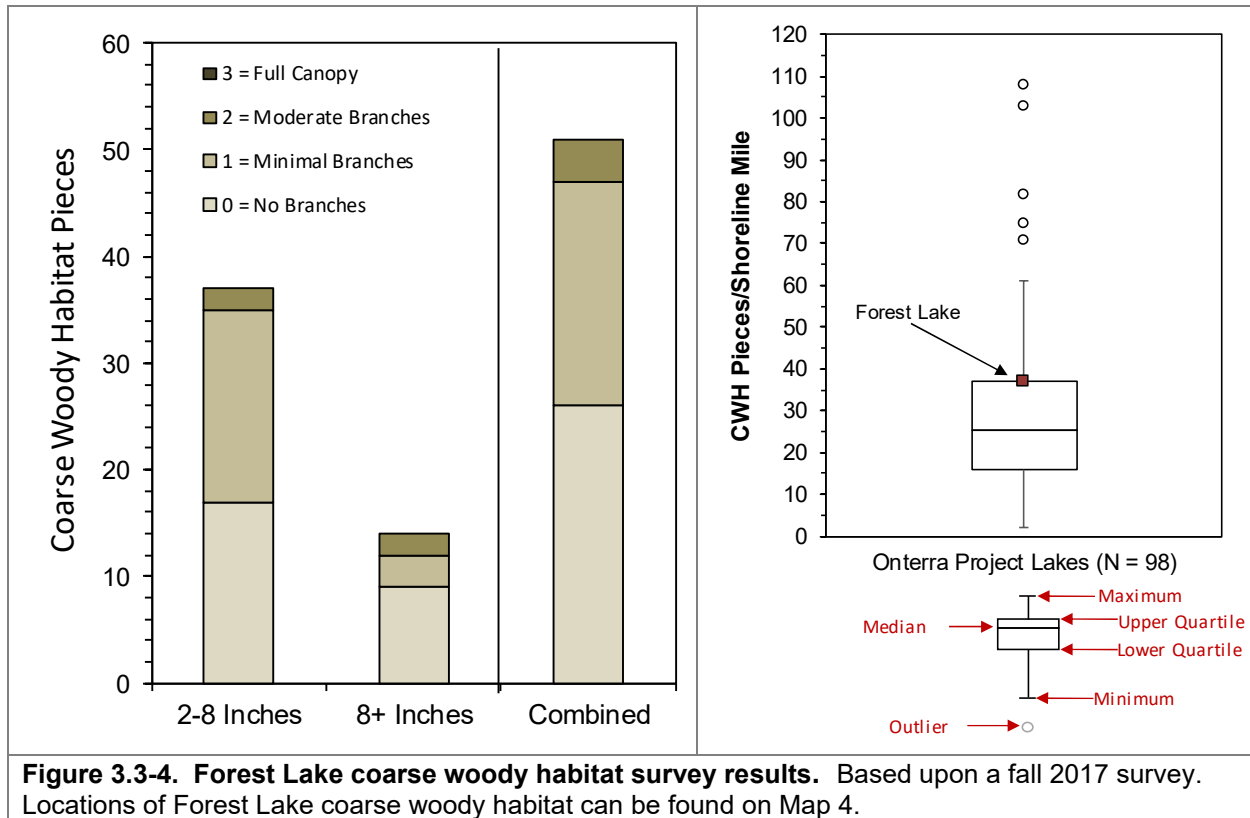 60
50
40
30
20
10
0
Coarse Woody Habitat Pieces
3 = Full Canopy
2 = Moderate Branches
1 = Minimal Branches
0 = No Branches
2-8 Inches
8+ Inches
Combined
120
110
100
90
80
70
60
50
40
30
20
10
0
CWH Pieces/Shoreline Mile
Forest Lake
Onterra Project Lakes (N = 98)
Maximum
Median
Upper Quartile
Lower Quartile
Minimum
Outlier
Figure 3.3-4. Forest Lake coarse woody habitat survey results. Based upon a fall 2017 survey.
Locations of Forest Lake coarse woody habitat can be found on Map 4.